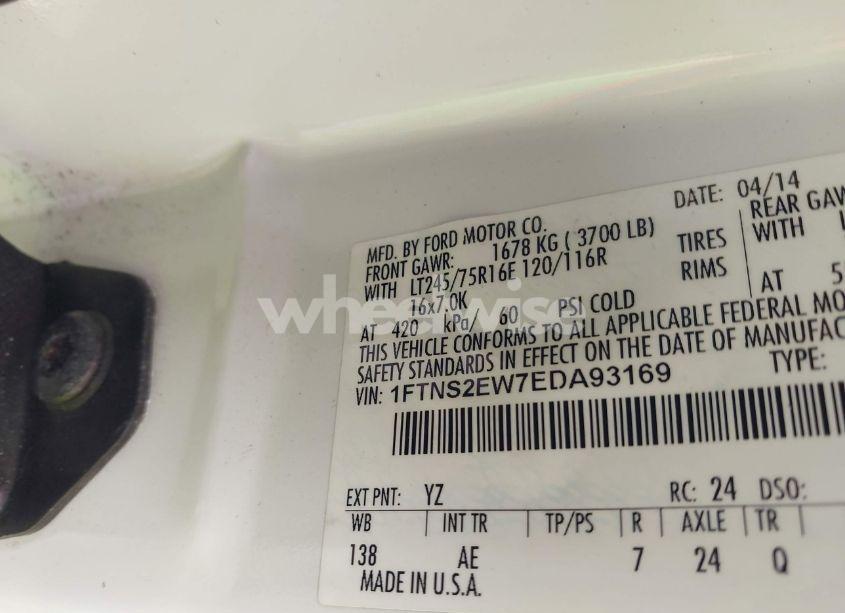 DATE: 04/14
MFD. BY FORD MOTOR CO.
FRONT GAWR: 1678 KG ( 3700 LB)
REAR GAW
WITH LT245/75R16E 120/116R TIRES WITH
16x7.0K RIMS
AT 420 kPa/ 60 PSI COLD AT 5
THIS VEHICLE CONFORMS TO ALL APPLICABLE FEDERAL MO
SAFETY STANDARDS IN EFFECT ON THE DATE OF MANUFAC
VIN: 1FTNS2EW7EDA93169 TYPE:
EXT PNT: YZ RC: 24 DSO:
WB INT TR TP/PS R AXLE TR
138 AE 7 24 Q
MADE IN U.S.A.
wheelwise